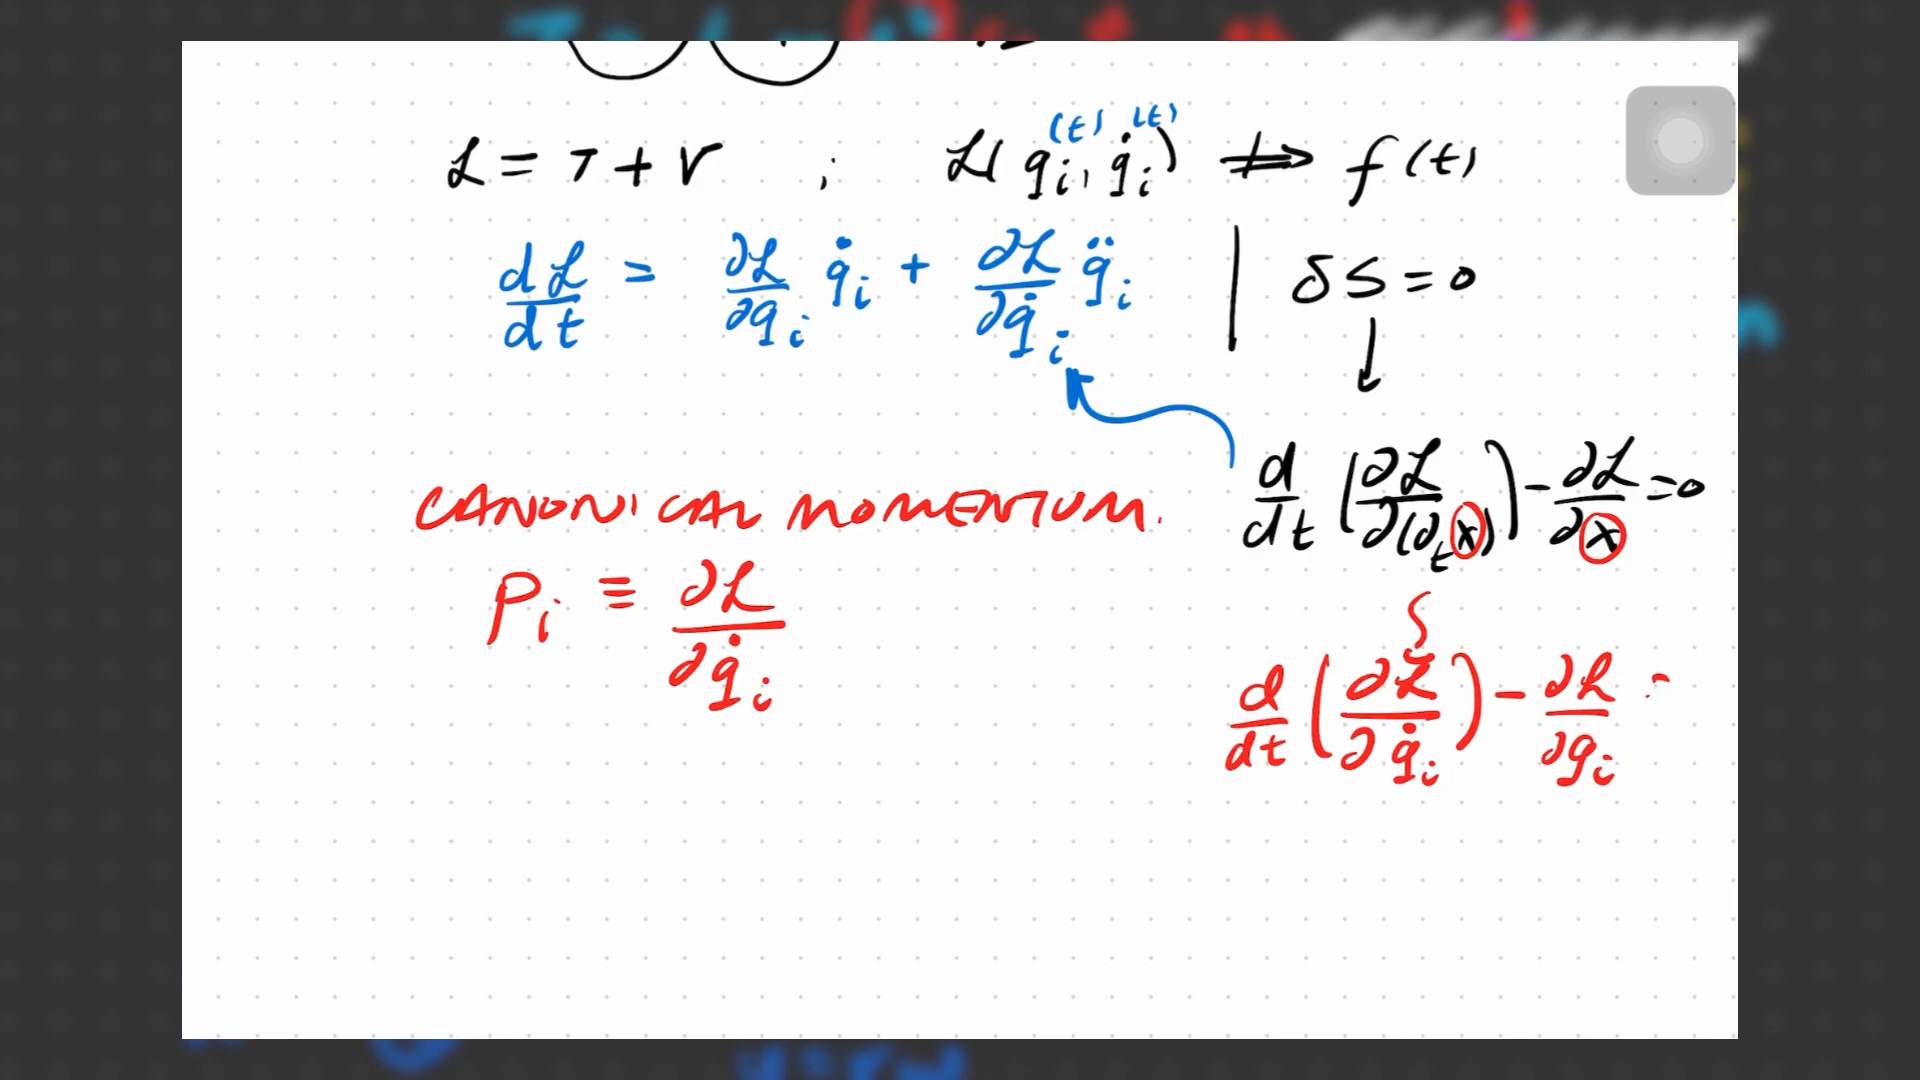 ℒ = T + V ; ℒ(qᵢ(t), q̇ᵢ(t)) ⇏ f(t)
dℒ/dt = ∂ℒ/∂qᵢ q̇ᵢ + ∂ℒ/∂q̇ᵢ q̈ᵢ | δS = 0
↓
d/dt (∂ℒ/∂(∂ₜx)) - ∂ℒ/∂x = 0
CANONICAL MOMENTUM.
Pᵢ ≡ ∂ℒ/∂q̇ᵢ
d/dt (∂ℒ/∂q̇ᵢ) - ∂ℒ/∂qᵢ =